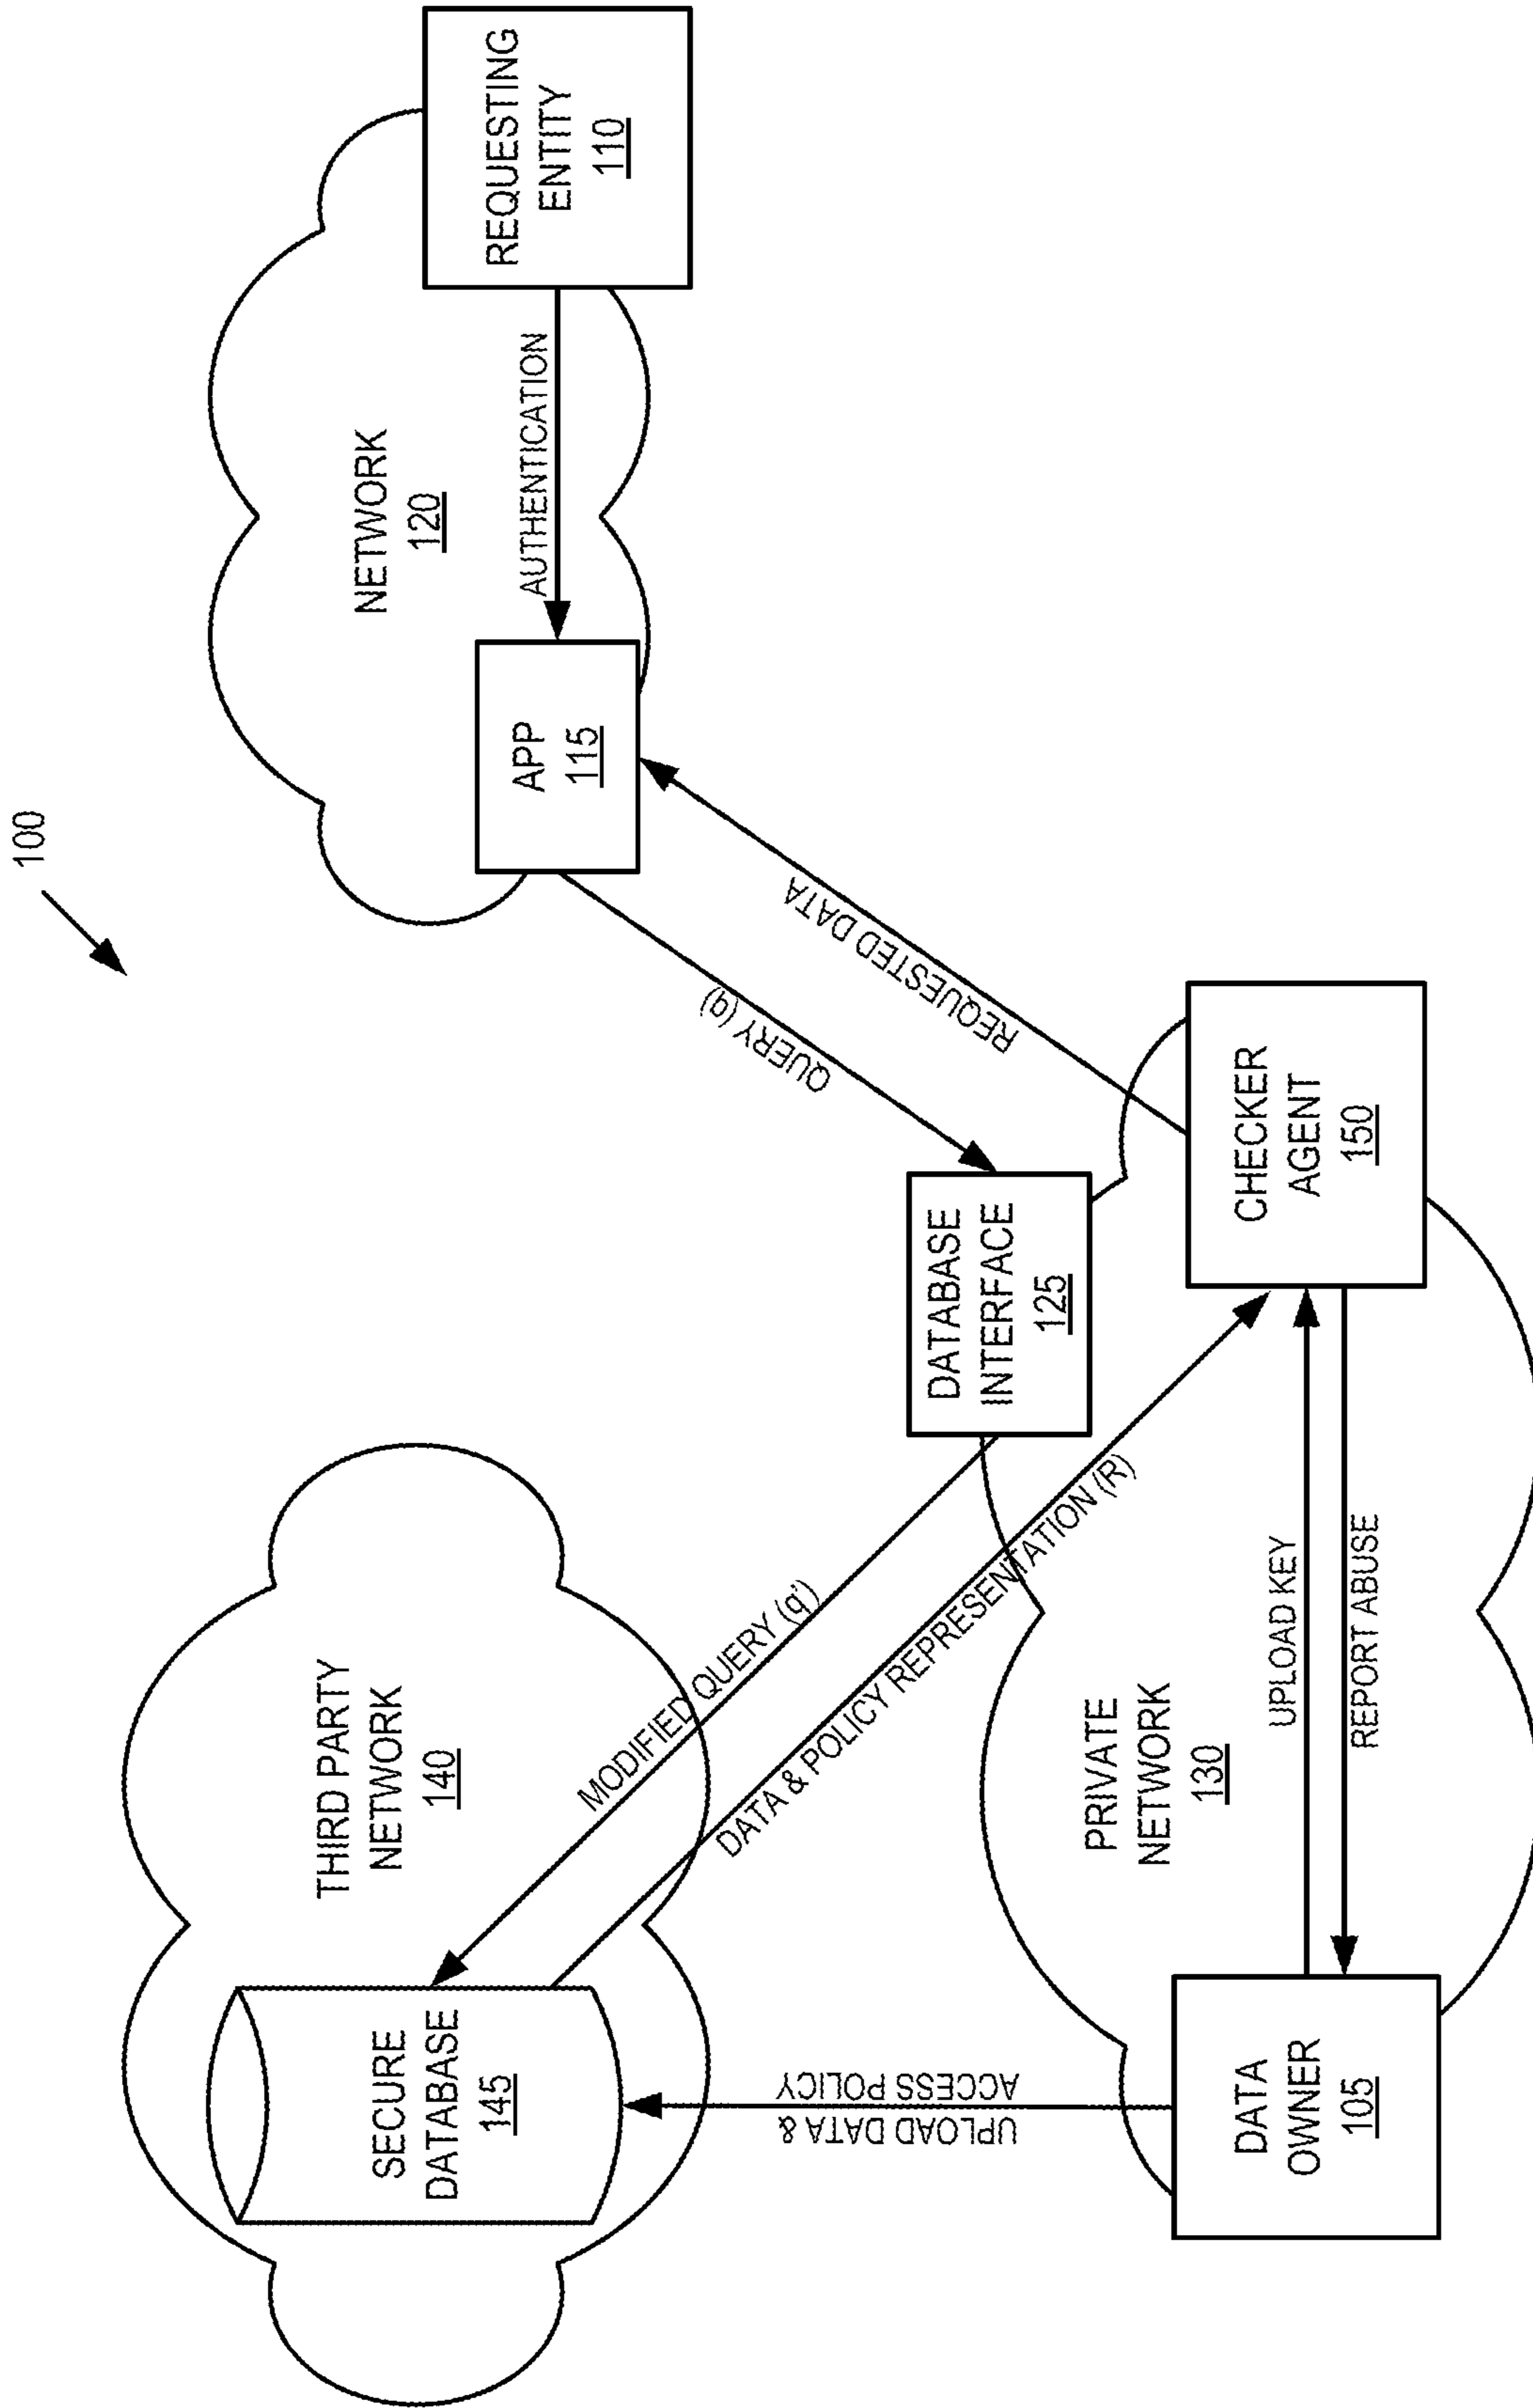 100
THIRD PARTY
NETWORK
140
SECURE
DATABASE
145
NETWORK
120
AUTHENTICATION
REQUESTING
ENTITY
110
APP
115
QUERY (q)
REQUESTED DATA
MODIFIED QUERY (q')
DATA & POLICY REPRESENTATION (R)
DATABASE
INTERFACE
125
UPLOAD DATA &
ACCESS POLICY
PRIVATE
NETWORK
130
CHECKER
AGENT
150
UPLOAD KEY
REPORT ABUSE
DATA
OWNER
105